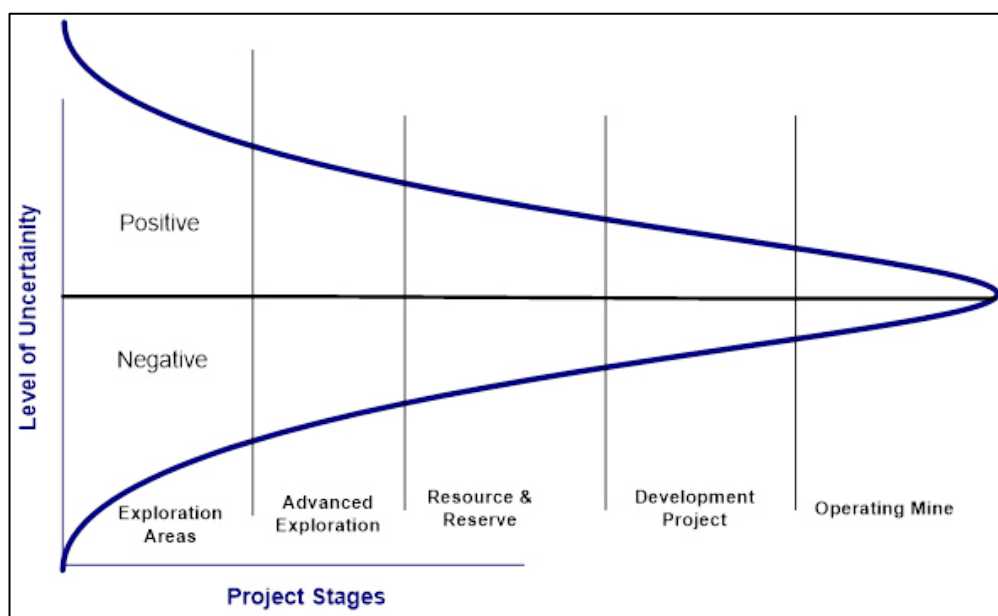 Level of Uncertainity
Positive
Negative
Exploration
Areas
Advanced
Exploration
Resource &
Reserve
Development
Project
Operating Mine
Project Stages